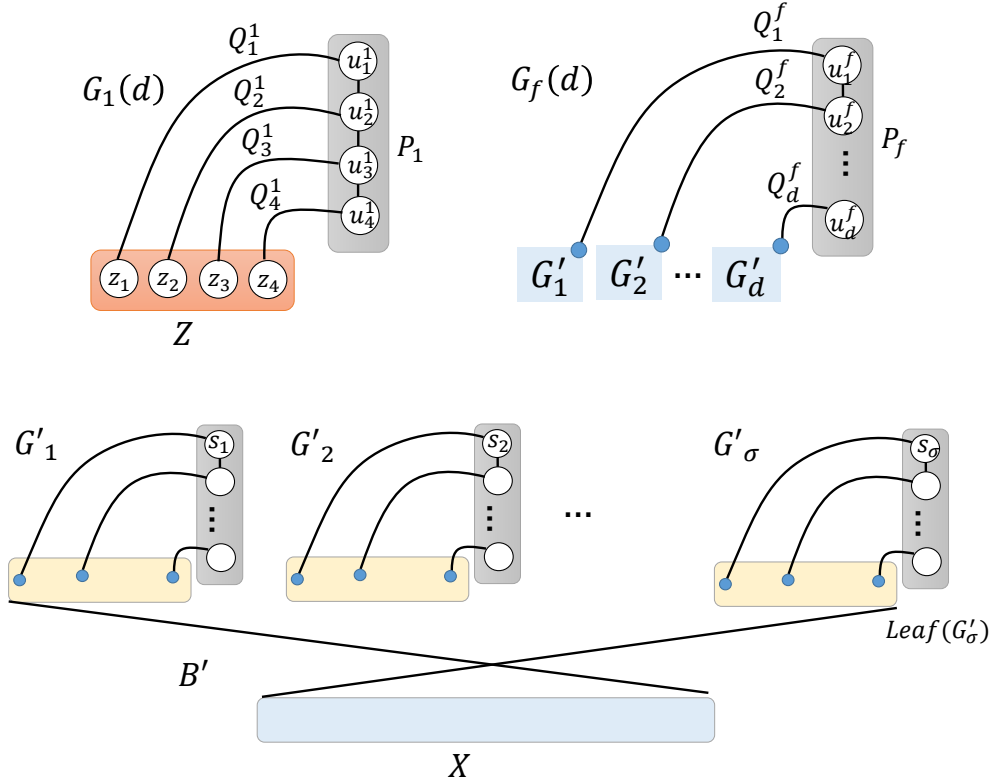 G_1(d)
Q_1^1
Q_2^1
Q_3^1
Q_4^1
u_1^1
u_2^1
u_3^1
u_4^1
P_1
z_1 z_2 z_3 z_4
Z
G_f(d)
Q_1^f
Q_2^f
Q_d^f
u_1^f
u_2^f
⋮
u_d^f
P_f
G'_1 G'_2 ⋯ G'_d
G'_1 s_1 ⋮
G'_2 s_2 ⋮
⋯
G'_σ s_σ ⋮
Leaf(G'_σ)
B'
X